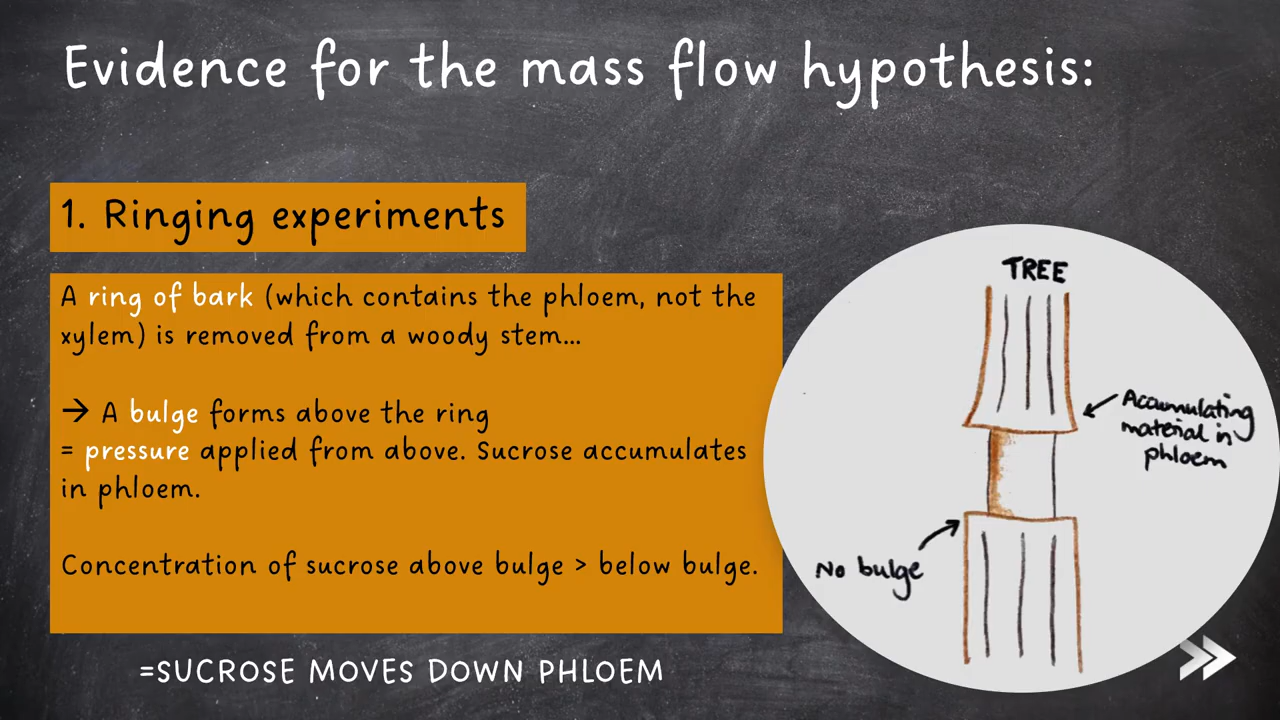 Evidence for the mass flow hypothesis:
1. Ringing experiments
A ring of bark (which contains the phloem, not the
xylem) is removed from a woody stem...
→ A bulge forms above the ring
= pressure applied from above. Sucrose accumulates
in phloem.
Concentration of sucrose above bulge > below bulge.
=SUCROSE MOVES DOWN PHLOEM
TREE
Accumulating
material in
phloem
No bulge